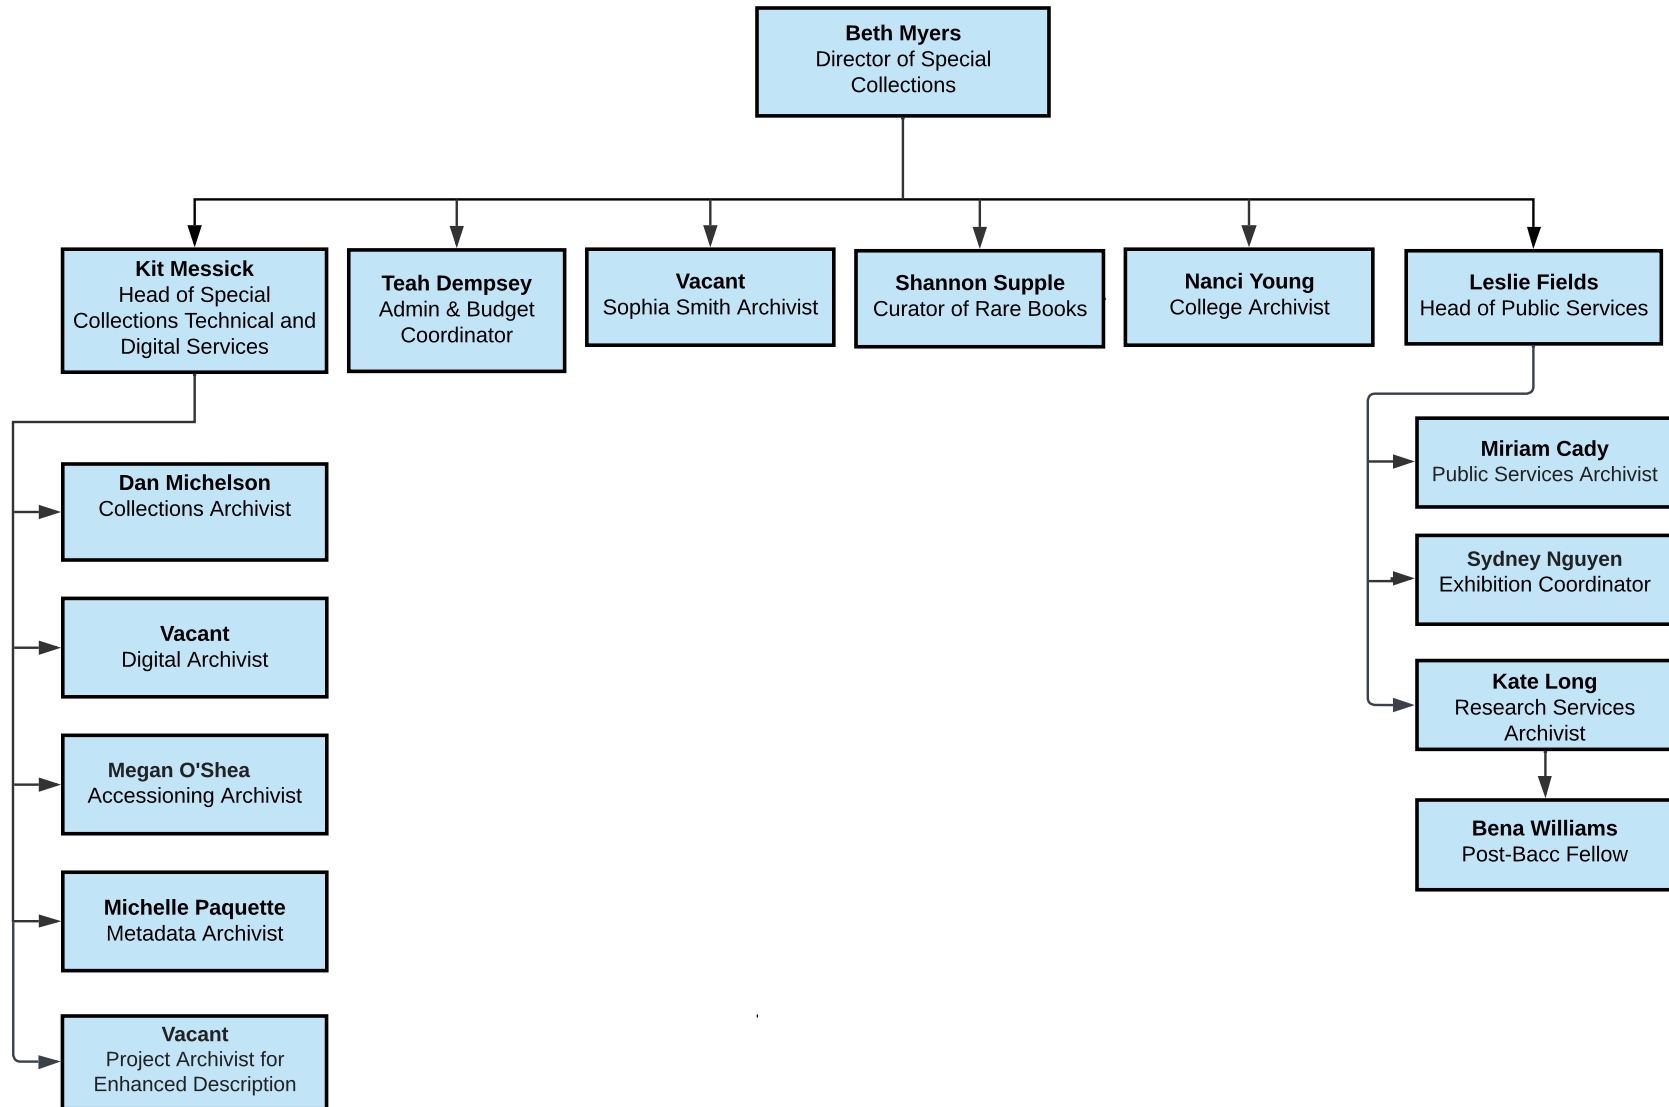 Beth Myers
Director of Special
Collections
Kit Messick
Head of Special
Collections Technical and
Digital Services
Teah Dempsey
Admin & Budget
Coordinator
Vacant
Sophia Smith Archivist
Shannon Supple
Curator of Rare Books
Nanci Young
College Archivist
Leslie Fields
Head of Public Services
Dan Michelson
Collections Archivist
Vacant
Digital Archivist
Megan O'Shea
Accessioning Archivist
Michelle Paquette
Metadata Archivist
Vacant
Project Archivist for
Enhanced Description
Miriam Cady
Public Services Archivist
Sydney Nguyen
Exhibition Coordinator
Kate Long
Research Services
Archivist
Bena Williams
Post-Bacc Fellow